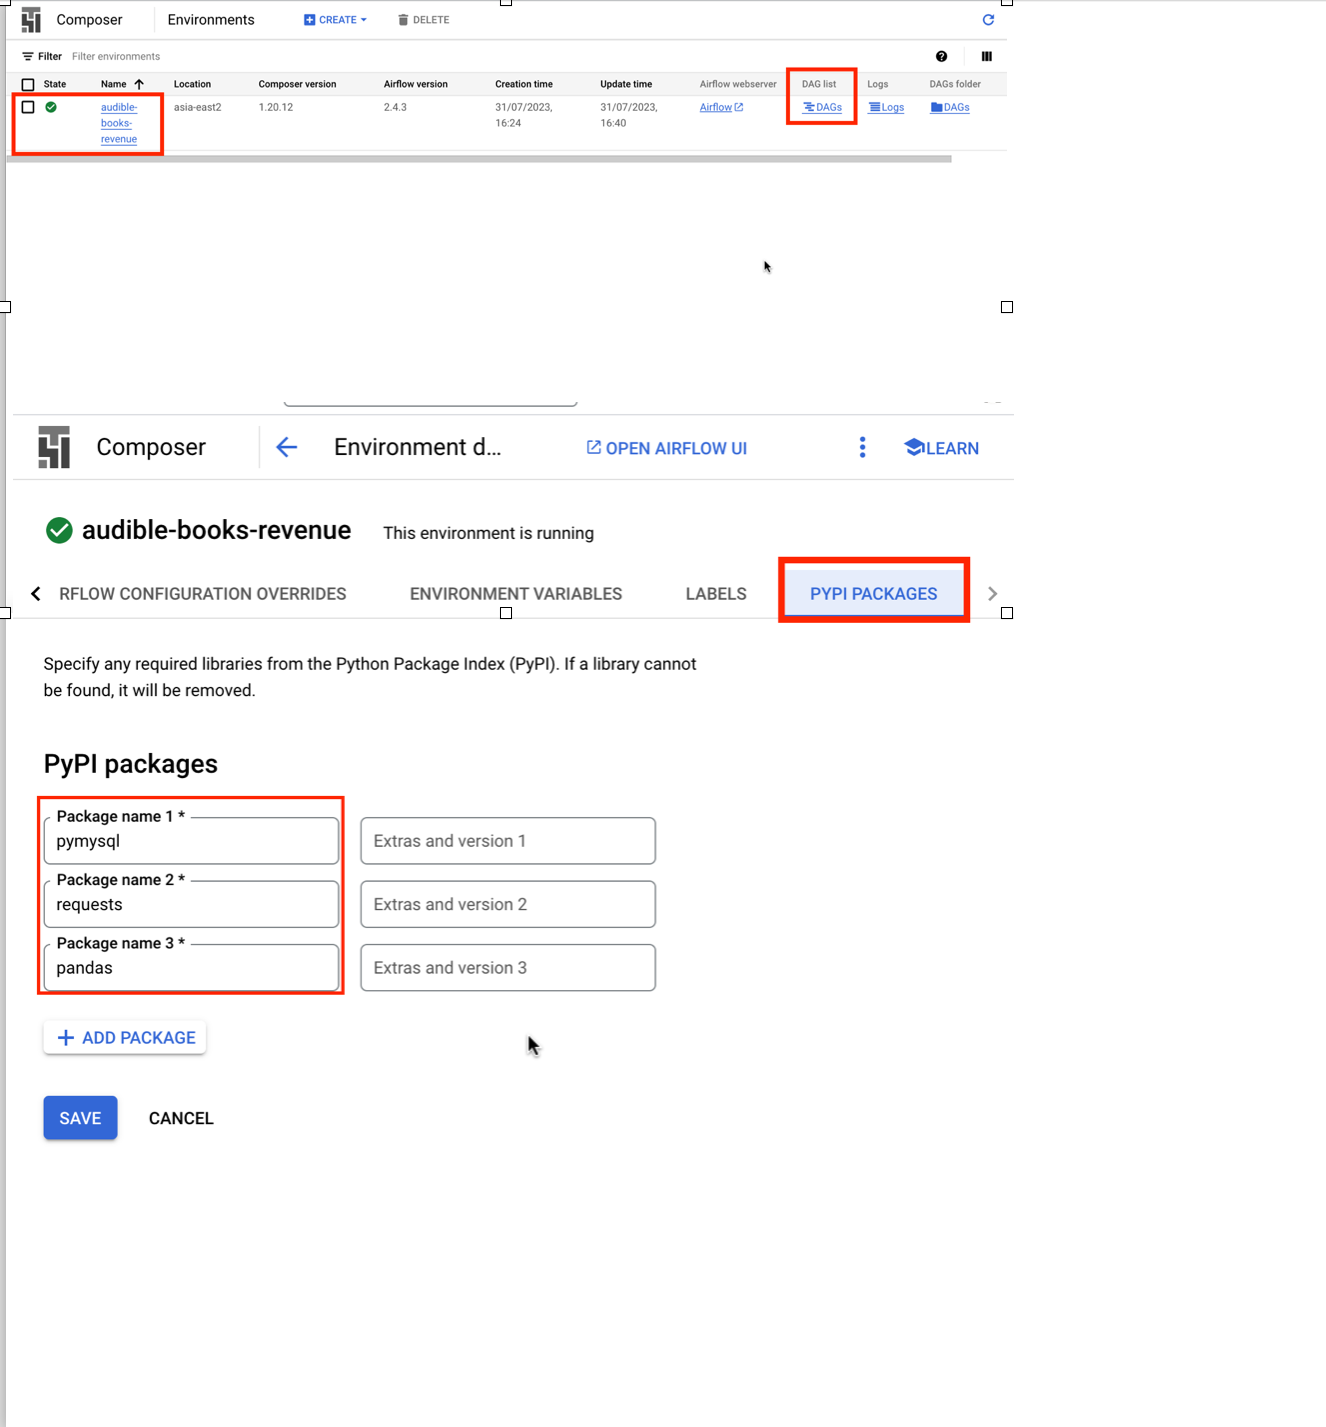 Composer Environments CREATE DELETE
Filter Filter environments
State Name Location Composer version Airflow version Creation time Update time Airflow webserver DAG list Logs DAGs folder
audible- asia-east2 1.20.12 2.4.3 31/07/2023, 31/07/2023, Airflow DAGs Logs DAGs
books- 16:24 16:40
revenue
Composer Environment d... OPEN AIRFLOW UI LEARN
audible-books-revenue This environment is running
RFLOW CONFIGURATION OVERRIDES ENVIRONMENT VARIABLES LABELS PYPI PACKAGES
Specify any required libraries from the Python Package Index (PyPI). If a library cannot
be found, it will be removed.
PyPI packages
Package name 1 *
pymysql Extras and version 1
Package name 2 *
requests Extras and version 2
Package name 3 *
pandas Extras and version 3
+ ADD PACKAGE
SAVE CANCEL